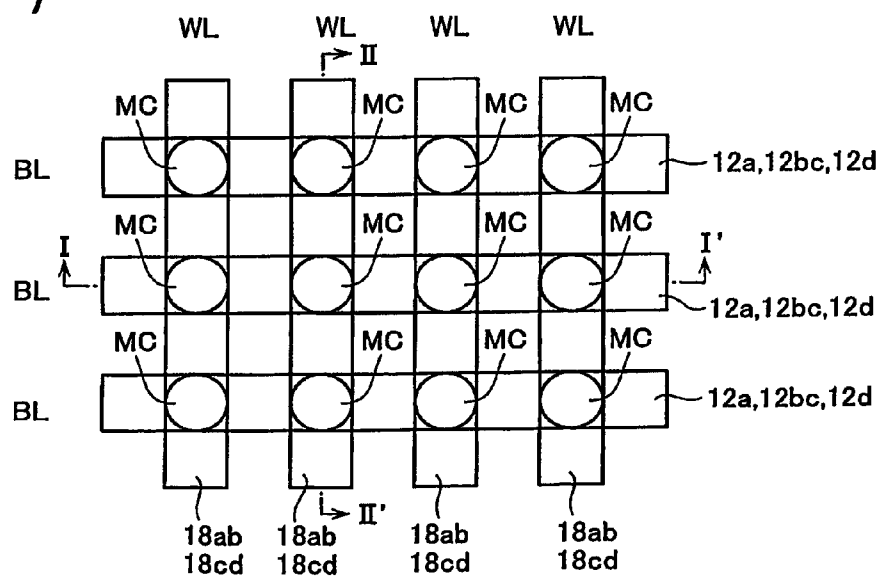 WL WL WL WL
II
MC MC MC MC
BL 12a,12bc,12d
I MC MC MC MC I'
BL 12a,12bc,12d
MC MC MC MC
BL 12a,12bc,12d
II'
18ab 18ab 18ab 18ab
18cd 18cd 18cd 18cd